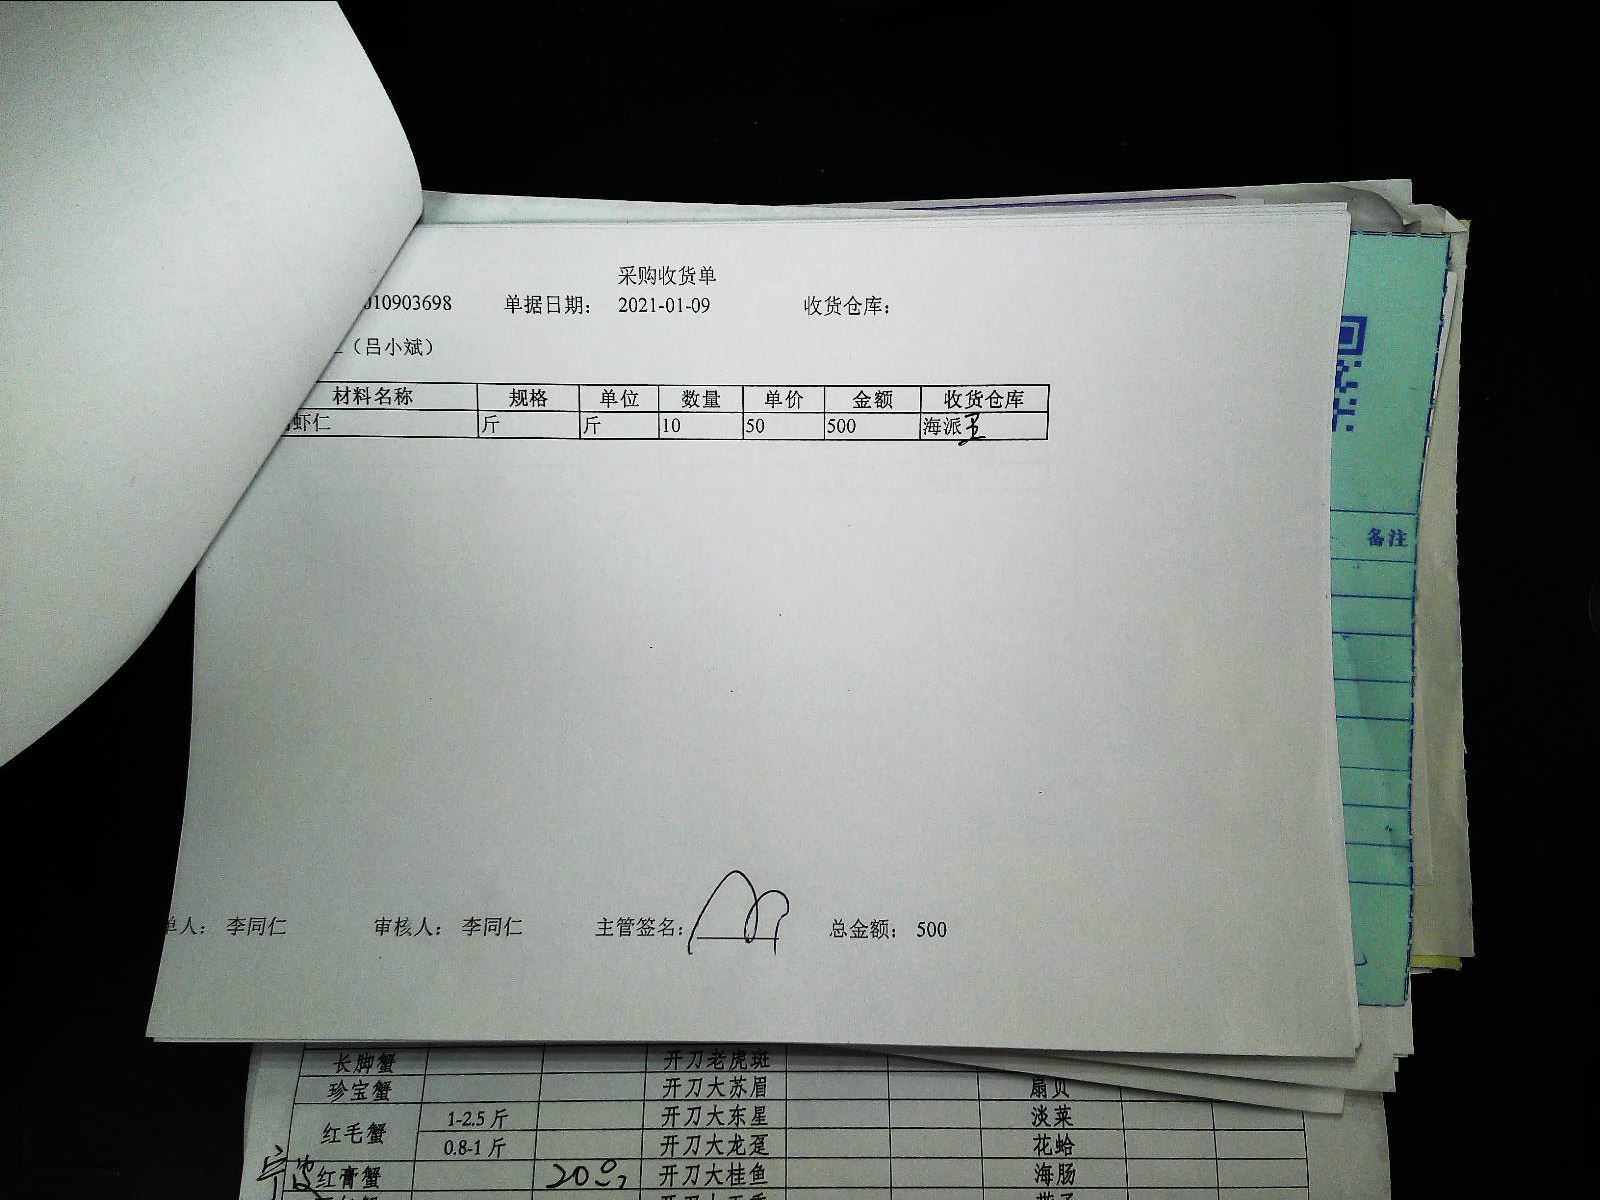 采购收货单
010903698 单据日期： 2021-01-09 收货仓库：
（吕小斌）
材料名称 规格 单位 数量 单价 金额 收货仓库
虾仁 斤 斤 10 50 500 海派
单人： 李同仁 审核人： 李同仁 主管签名： 总金额： 500
备注
长脚蟹 开刀老虎斑
珍宝蟹 开刀大苏眉 扇贝
红毛蟹 1-2.5 斤 开刀大东星 淡菜
0.8-1 斤 开刀大龙趸 花蛤
宁波 红膏蟹 开刀大桂鱼 海肠